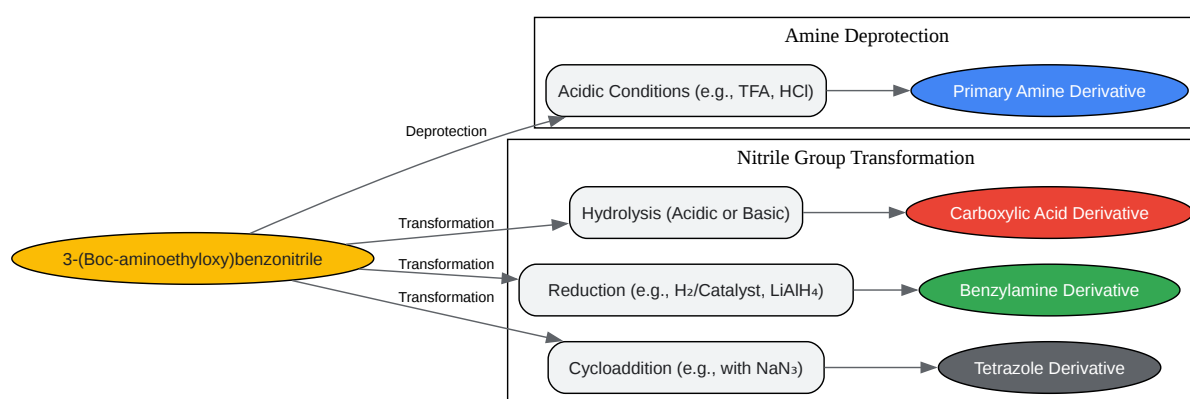 Amine Deprotection
Acidic Conditions (e.g., TFA, HCl)
Primary Amine Derivative
Deprotection
Nitrile Group Transformation
Transformation
Hydrolysis (Acidic or Basic)
Carboxylic Acid Derivative
3-(Boc-aminoethyloxy)benzonitrile
Transformation
Reduction (e.g., H₂/Catalyst, LiAlH₄)
Benzylamine Derivative
Transformation
Cycloaddition (e.g., with NaN₃)
Tetrazole Derivative